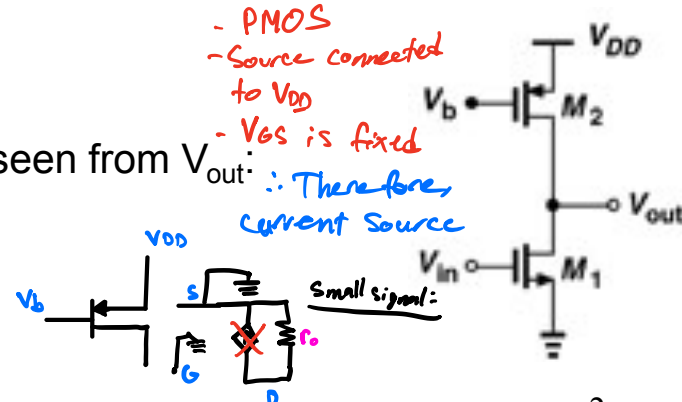 - PMOS
- Source connected
to VDD
- VGS is fixed
∴ Therefore,
current source
seen from Vout:
VDD
Vb
S
G
D
ro
Small signal:
VDD
Vb
M2
Vout
Vin
M1